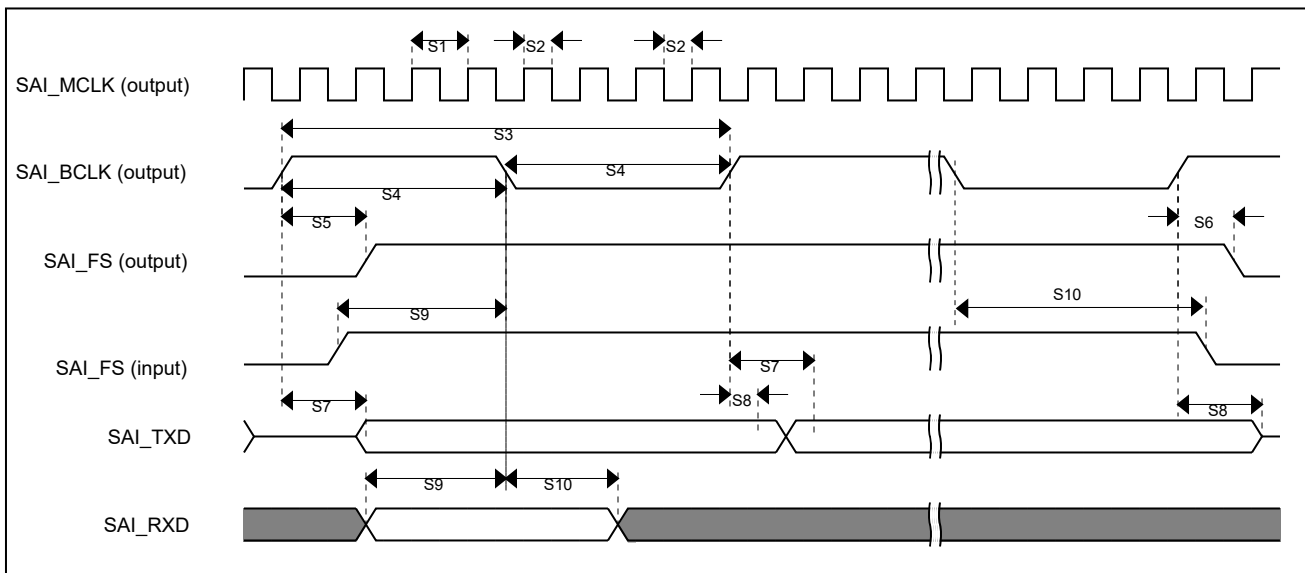 S1
S2
S2
SAI_MCLK (output)
S3
SAI_BCLK (output)
S4
S4
S5
S6
SAI_FS (output)
S9
S10
SAI_FS (input)
S7
S7
S8
S8
SAI_TXD
S9
S10
SAI_RXD